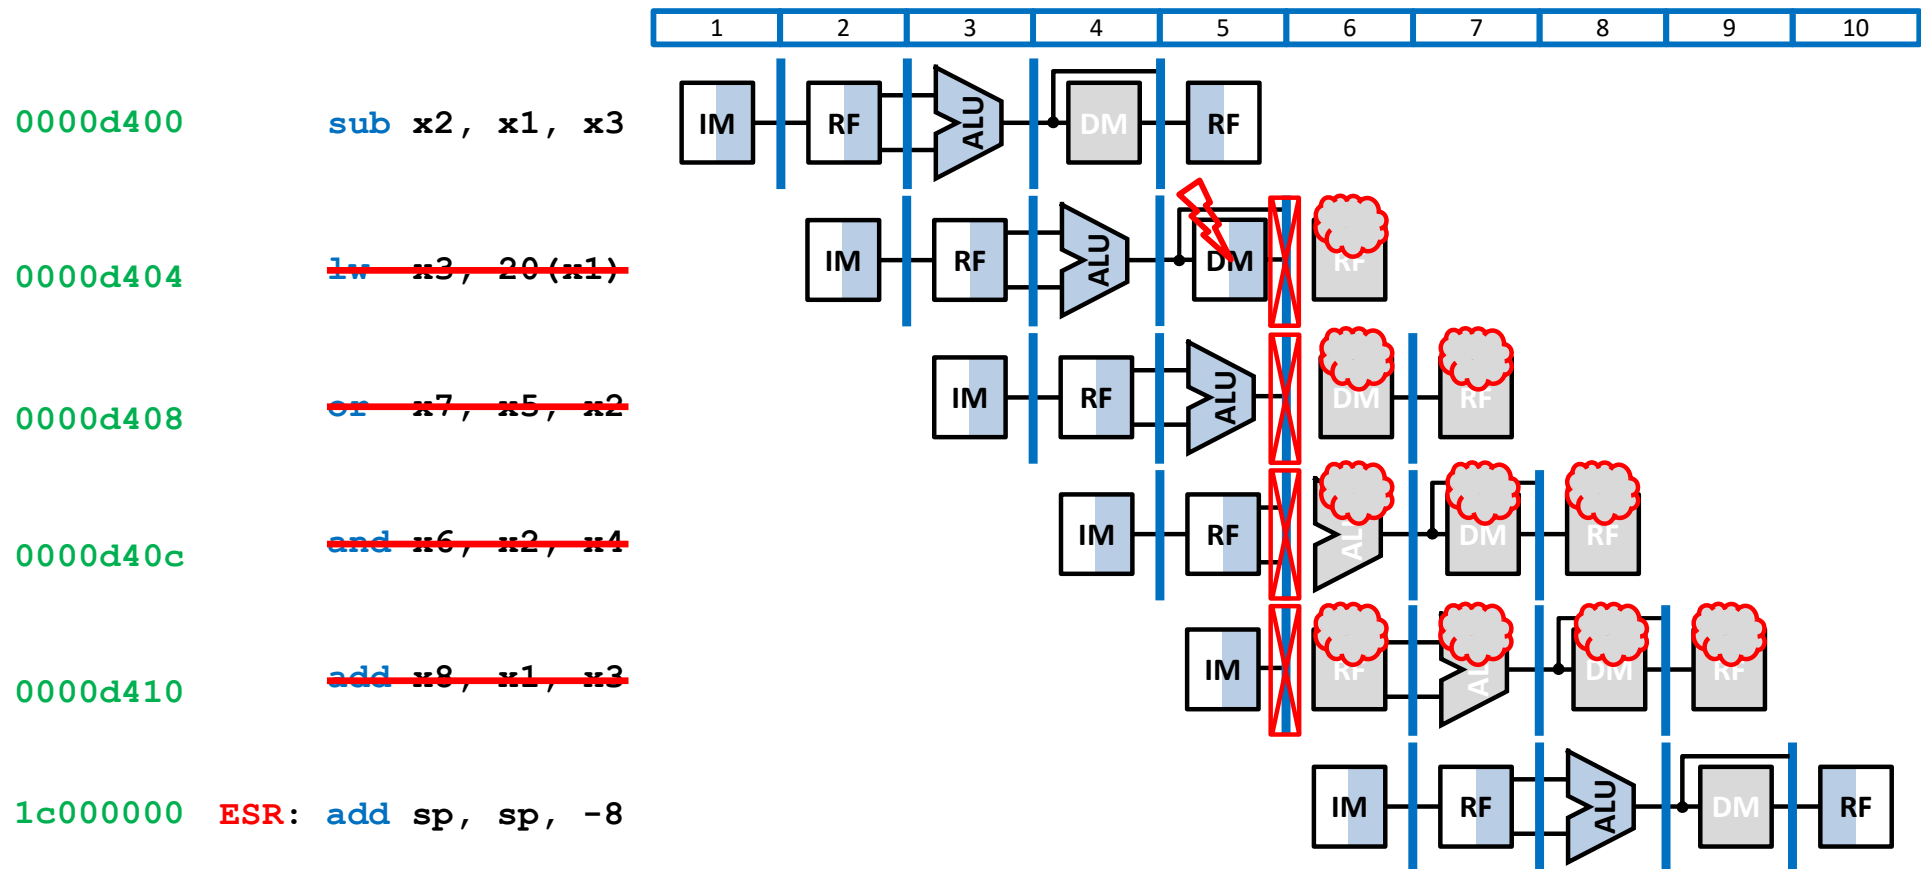 1 2 3 4 5 6 7 8 9 10
0000d400 sub x2, x1, x3 IM RF ALU DM RF
0000d404 lw x3, 20(x1) IM RF ALU DM RF
0000d408 or x7, x5, x2 IM RF ALU DM RF
0000d40c and x6, x2, x4 IM RF ALU DM RF
0000d410 add x8, x1, x3 IM RF ALU DM RF
1c000000 ESR: add sp, sp, -8 IM RF ALU DM RF